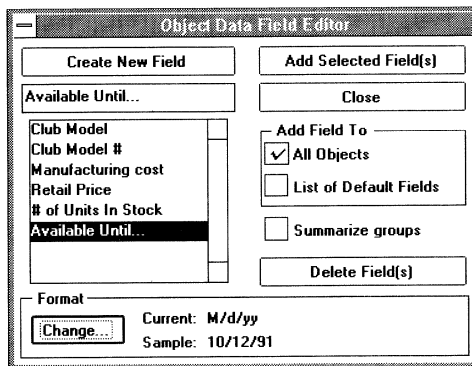 Object Data Field Editor
Create New Field
Add Selected Field(s)
Available Until...
Close
Club Model
Club Model #
Manufacturing cost
Retail Price
# of Units In Stock
Available Until...
Add Field To
All Objects
List of Default Fields
Summarize groups
Delete Field(s)
Format
Change...
Current: M/d/yy
Sample: 10/12/91